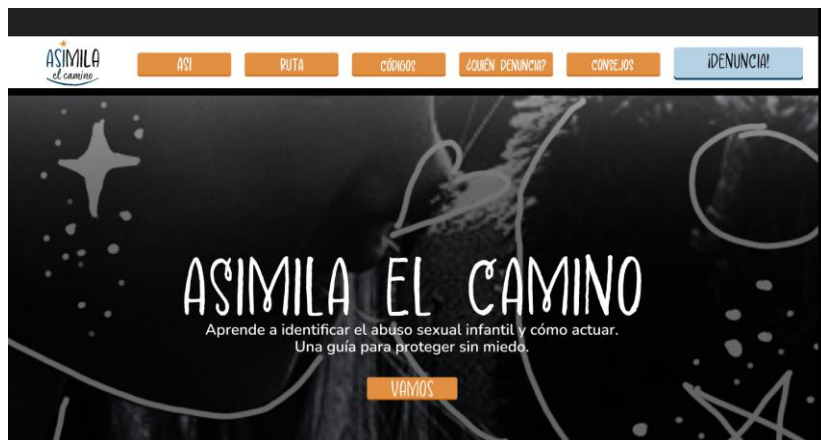 ASIMILA
el camino
ASI
RUTA
CÓDIGOS
¿QUIÉN DENUNCIA?
CONSEJOS
¡DENUNCIA!
ASIMILA EL CAMINO
Aprende a identificar el abuso sexual infantil y cómo actuar.
Una guía para proteger sin miedo.
VAMOS